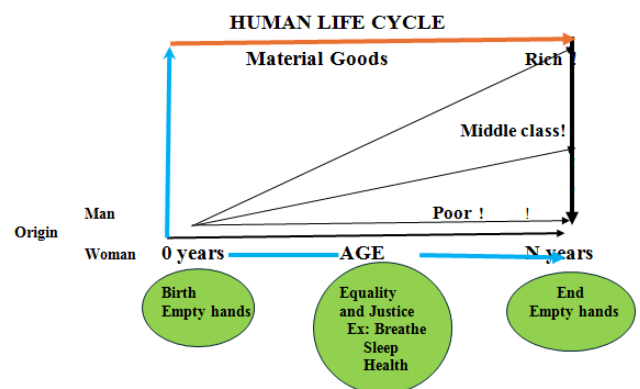 HUMAN LIFE CYCLE
Material Goods
Rich !
Middle class!
Poor ! !
Man
Origin
Woman
0 years AGE N years
Birth
Empty hands
Equality
and Justice
Ex: Breathe
Sleep
Health
End
Empty hands